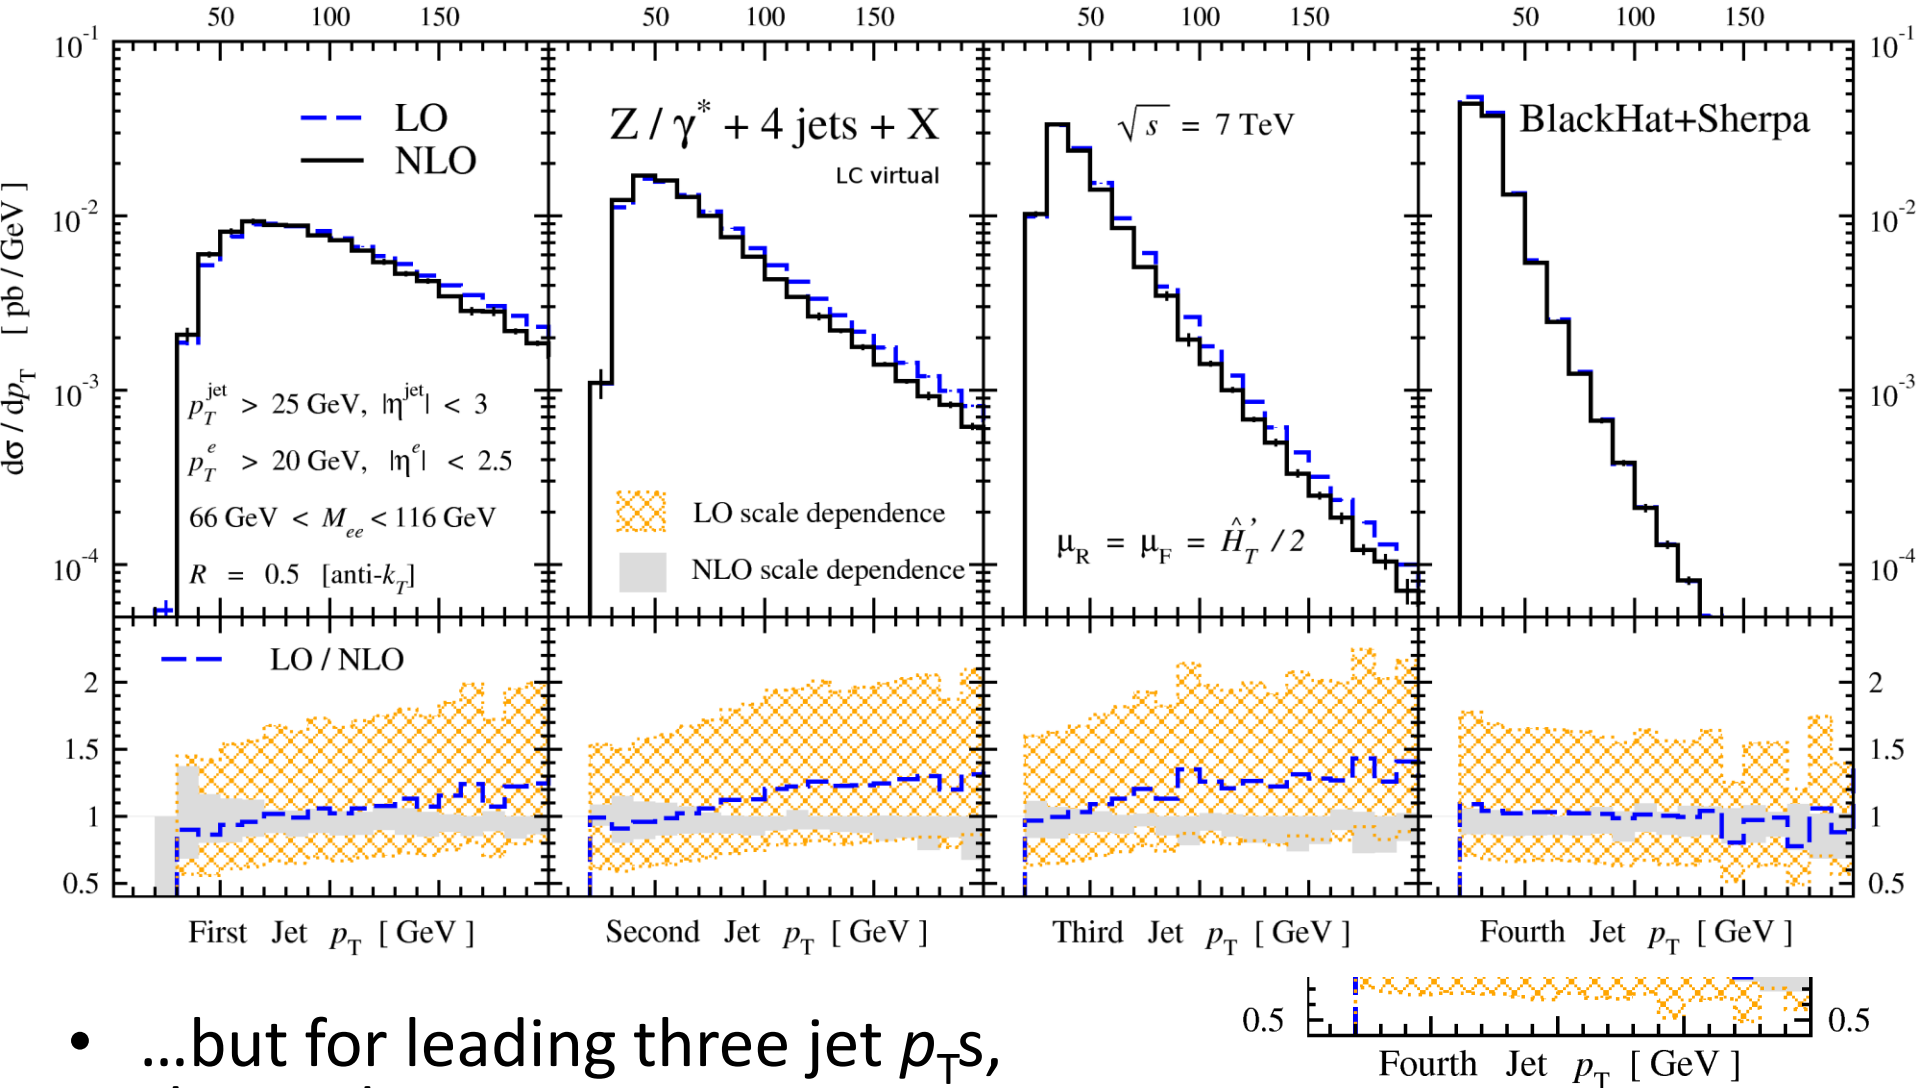 50 100 150 50 100 150 50 100 150 50 100 150
10^-1 10^-1
LO
NLO
Z / γ* + 4 jets + X
LC virtual
√s = 7 TeV
BlackHat+Sherpa
dσ / dp_T [ pb / GeV ]
10^-2 10^-2
10^-3 10^-3
10^-4 10^-4
p_T^jet > 25 GeV, |η^jet| < 3
p_T^e > 20 GeV, |η^e| < 2.5
66 GeV < M_ee < 116 GeV
R = 0.5 [anti-k_T]
LO scale dependence
NLO scale dependence
μ_R = μ_F = Ĥ_T' / 2
LO / NLO
2 2
1.5 1.5
1 1
0.5 0.5
First Jet p_T [ GeV ]
Second Jet p_T [ GeV ]
Third Jet p_T [ GeV ]
Fourth Jet p_T [ GeV ]
0.5 0.5
Fourth Jet p_T [ GeV ]
• ...but for leading three jet p_Ts,